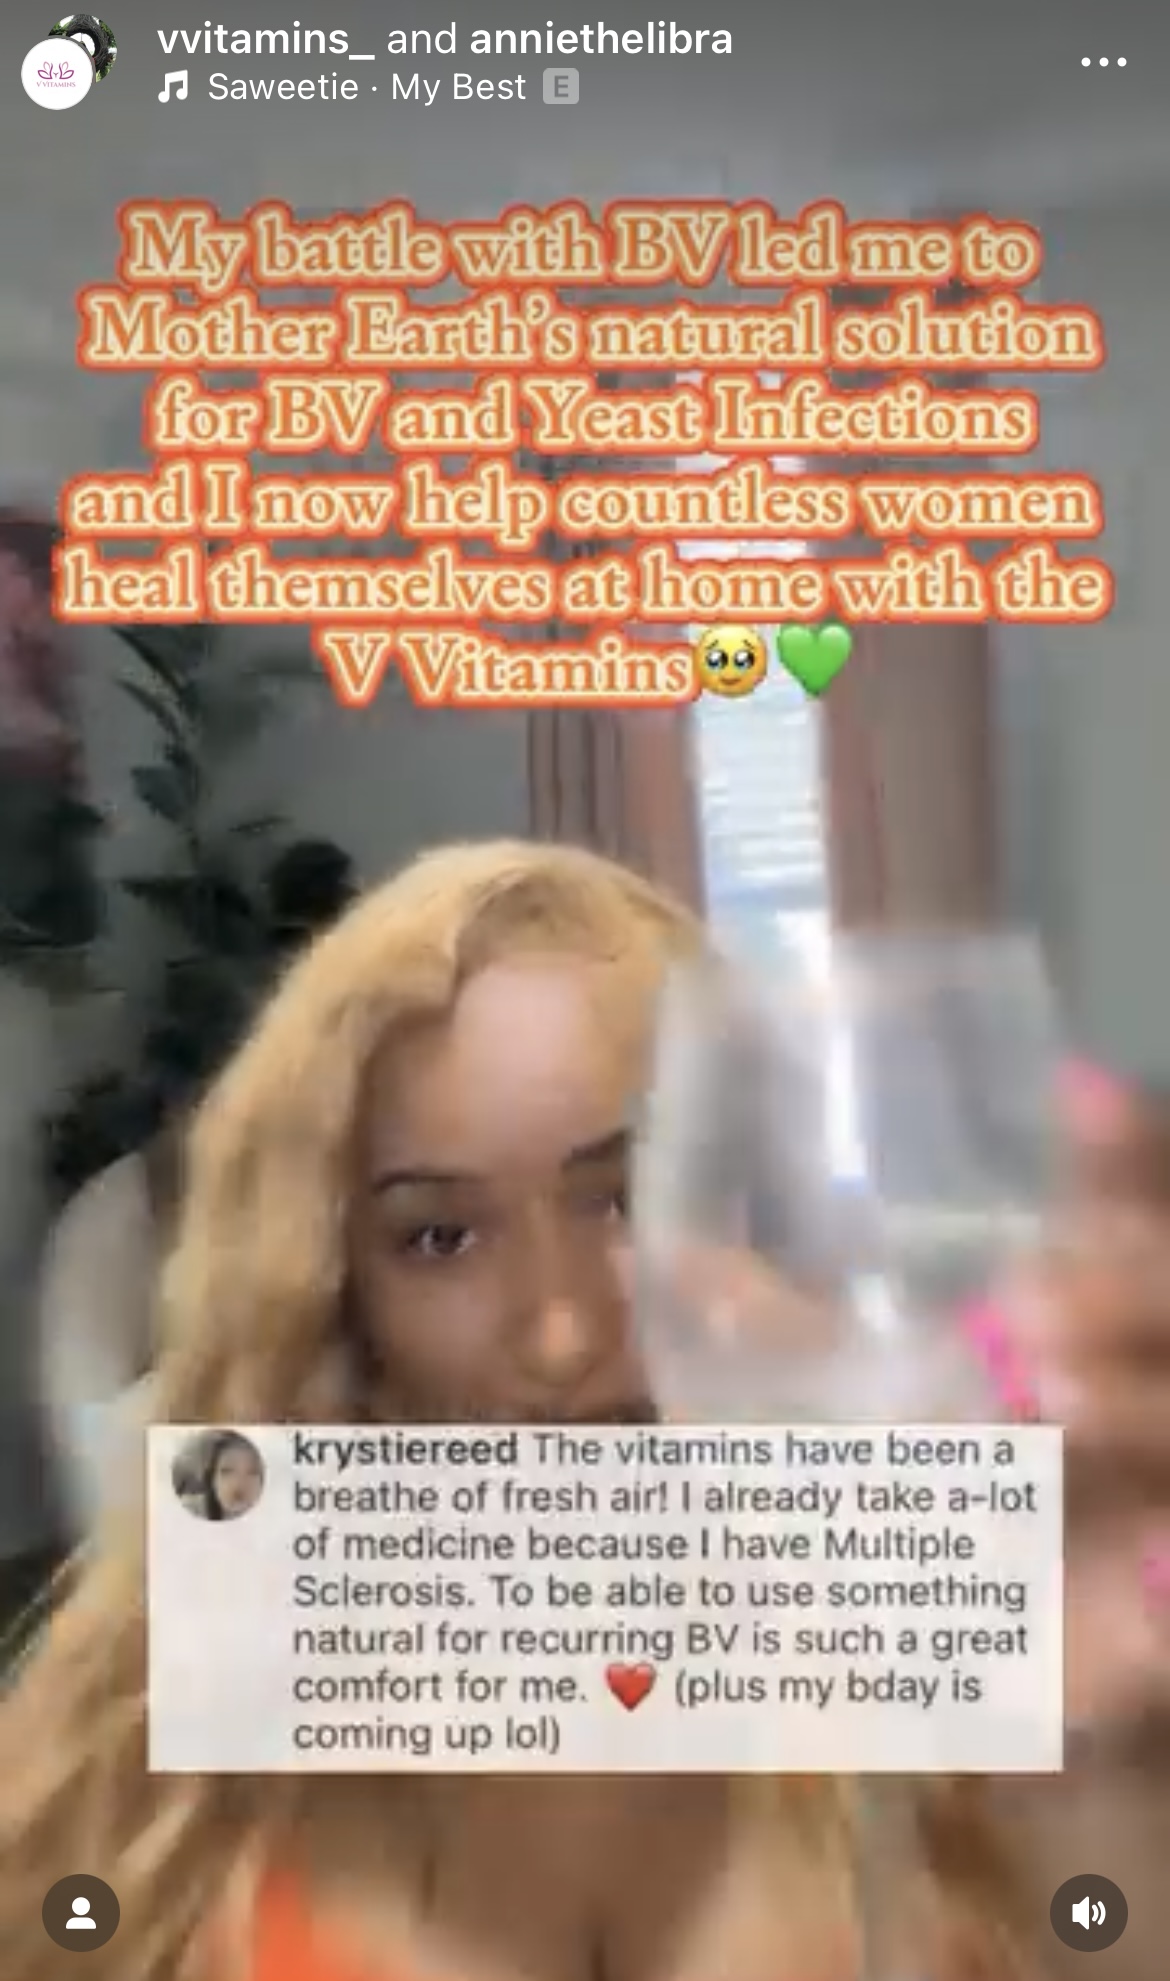 vvitamins_ and anniethelibra
Saweetie · My Best E
V VITAMINS
My battle with BV led me to
Mother Earth's natural solution
for BV and Yeast Infections
and I now help countless women
heal themselves at home with the
V Vitamins🥹💚
krystiereed The vitamins have been a
breathe of fresh air! I already take a-lot
of medicine because I have Multiple
Sclerosis. To be able to use something
natural for recurring BV is such a great
comfort for me. ❤️ (plus my bday is
coming up lol)